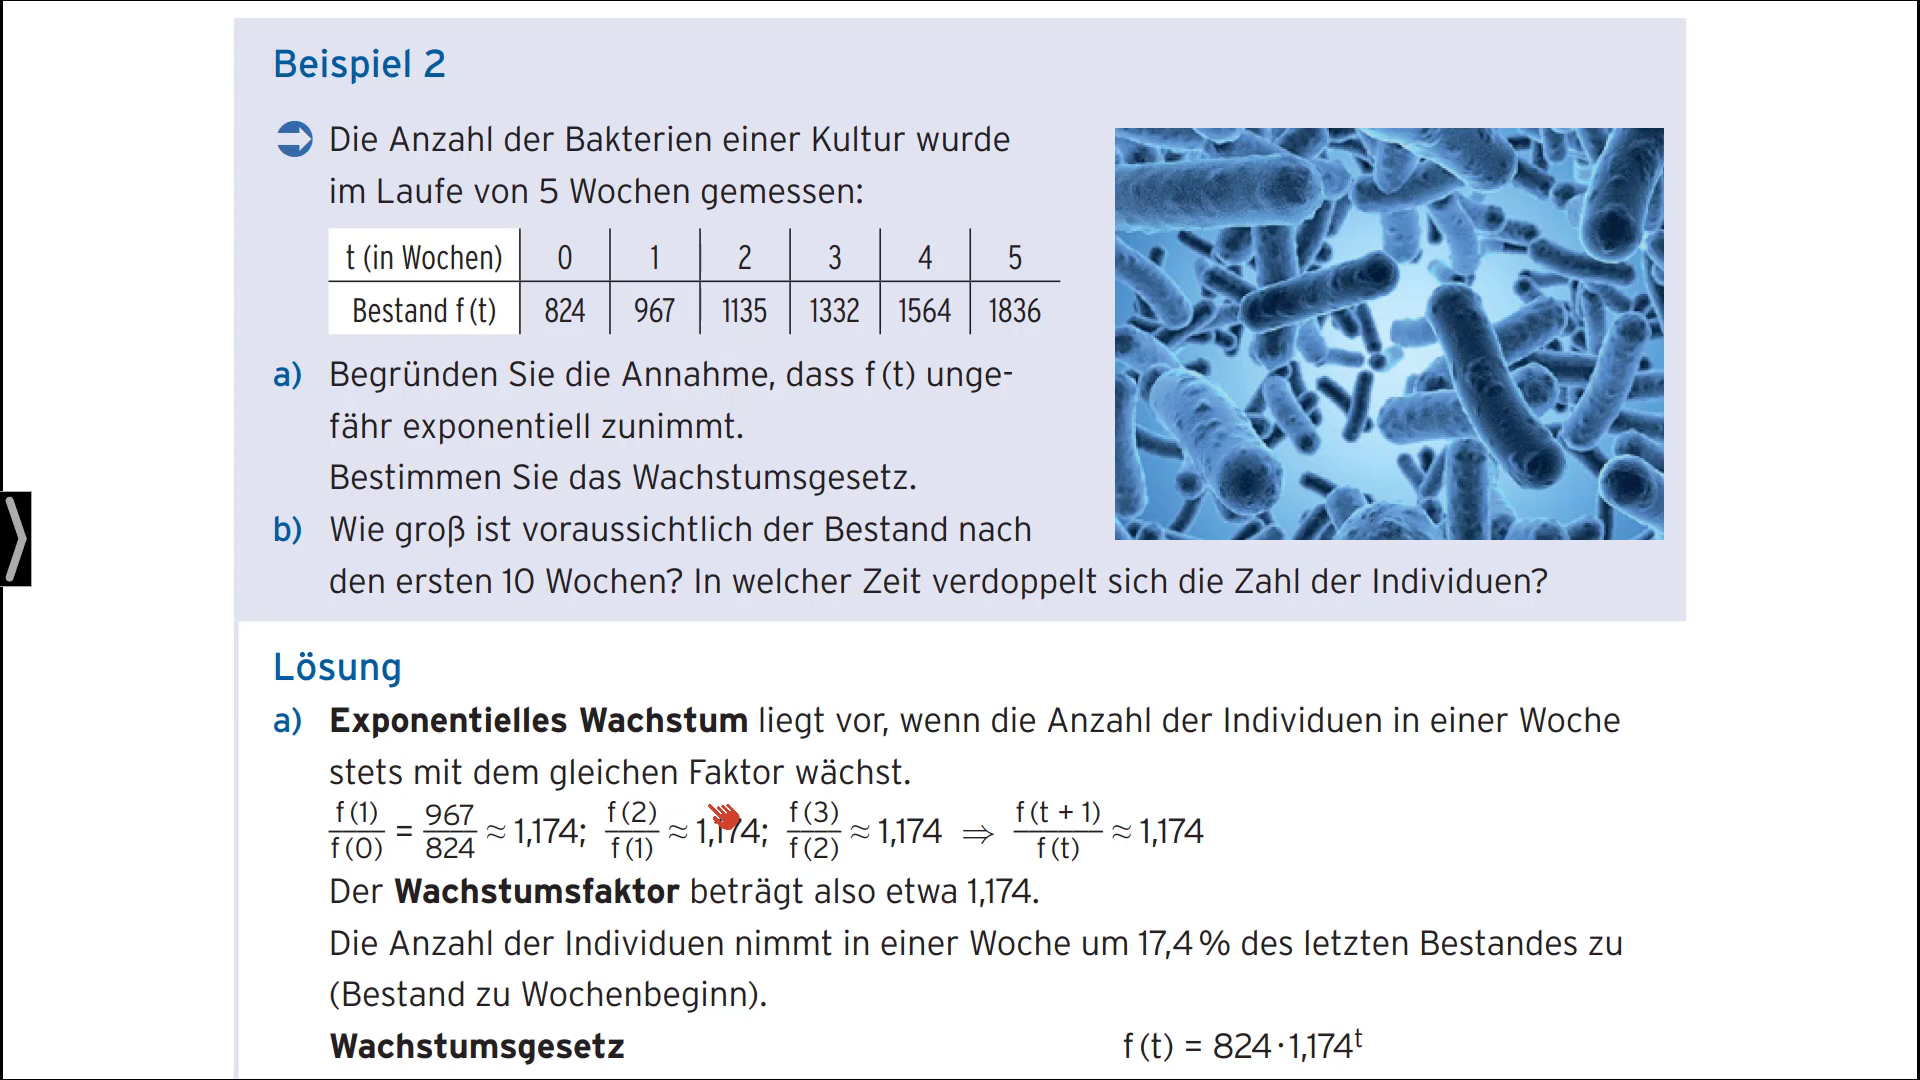 Beispiel 2
Die Anzahl der Bakterien einer Kultur wurde
im Laufe von 5 Wochen gemessen:
t (in Wochen) 0 1 2 3 4 5
Bestand f (t) 824 967 1135 1332 1564 1836
a) Begründen Sie die Annahme, dass f (t) unge-
fähr exponentiell zunimmt.
Bestimmen Sie das Wachstumsgesetz.
b) Wie groß ist voraussichtlich der Bestand nach
den ersten 10 Wochen? In welcher Zeit verdoppelt sich die Zahl der Individuen?
Lösung
a) Exponentielles Wachstum liegt vor, wenn die Anzahl der Individuen in einer Woche
stets mit dem gleichen Faktor wächst.
f (1)/f (0) = 967/824 ≈ 1,174; f (2)/f (1) ≈ 1,174; f (3)/f (2) ≈ 1,174 ⇒ f (t + 1)/f (t) ≈ 1,174
Der Wachstumsfaktor beträgt also etwa 1,174.
Die Anzahl der Individuen nimmt in einer Woche um 17,4 % des letzten Bestandes zu
(Bestand zu Wochenbeginn).
Wachstumsgesetz f (t) = 824 · 1,174ᵗ